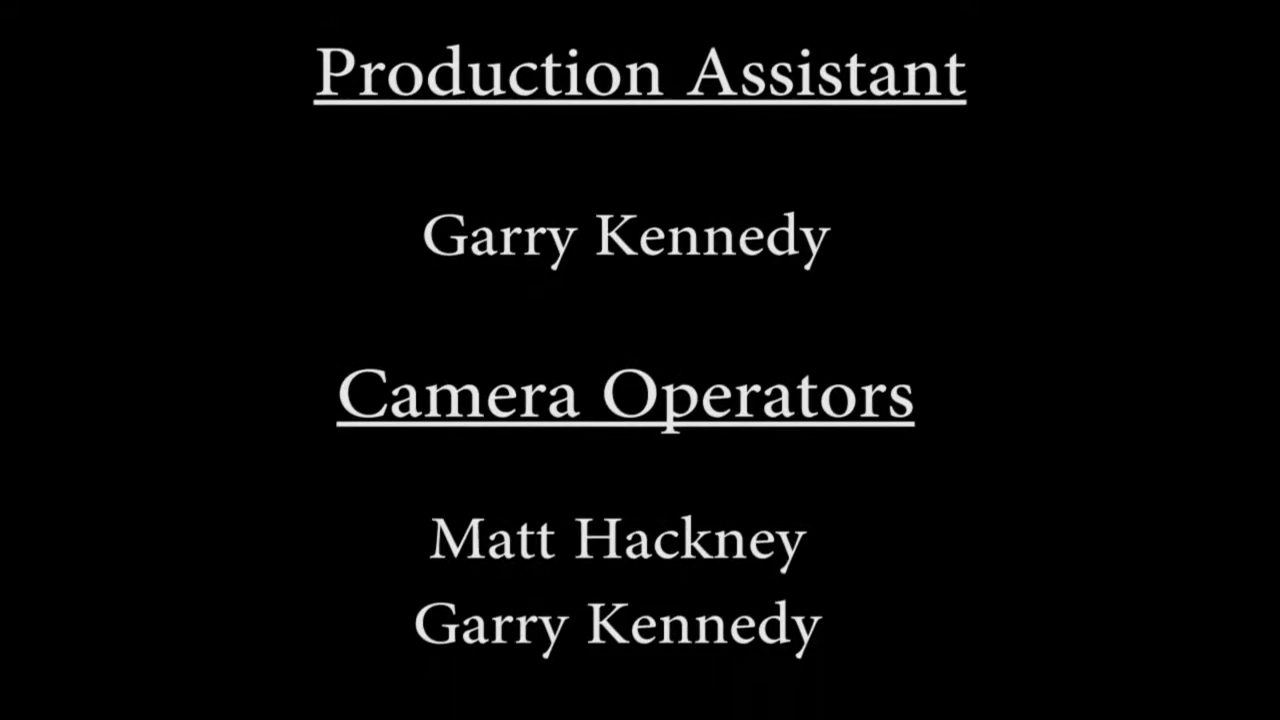 Production Assistant
Garry Kennedy
Camera Operators
Matt Hackney
Garry Kennedy